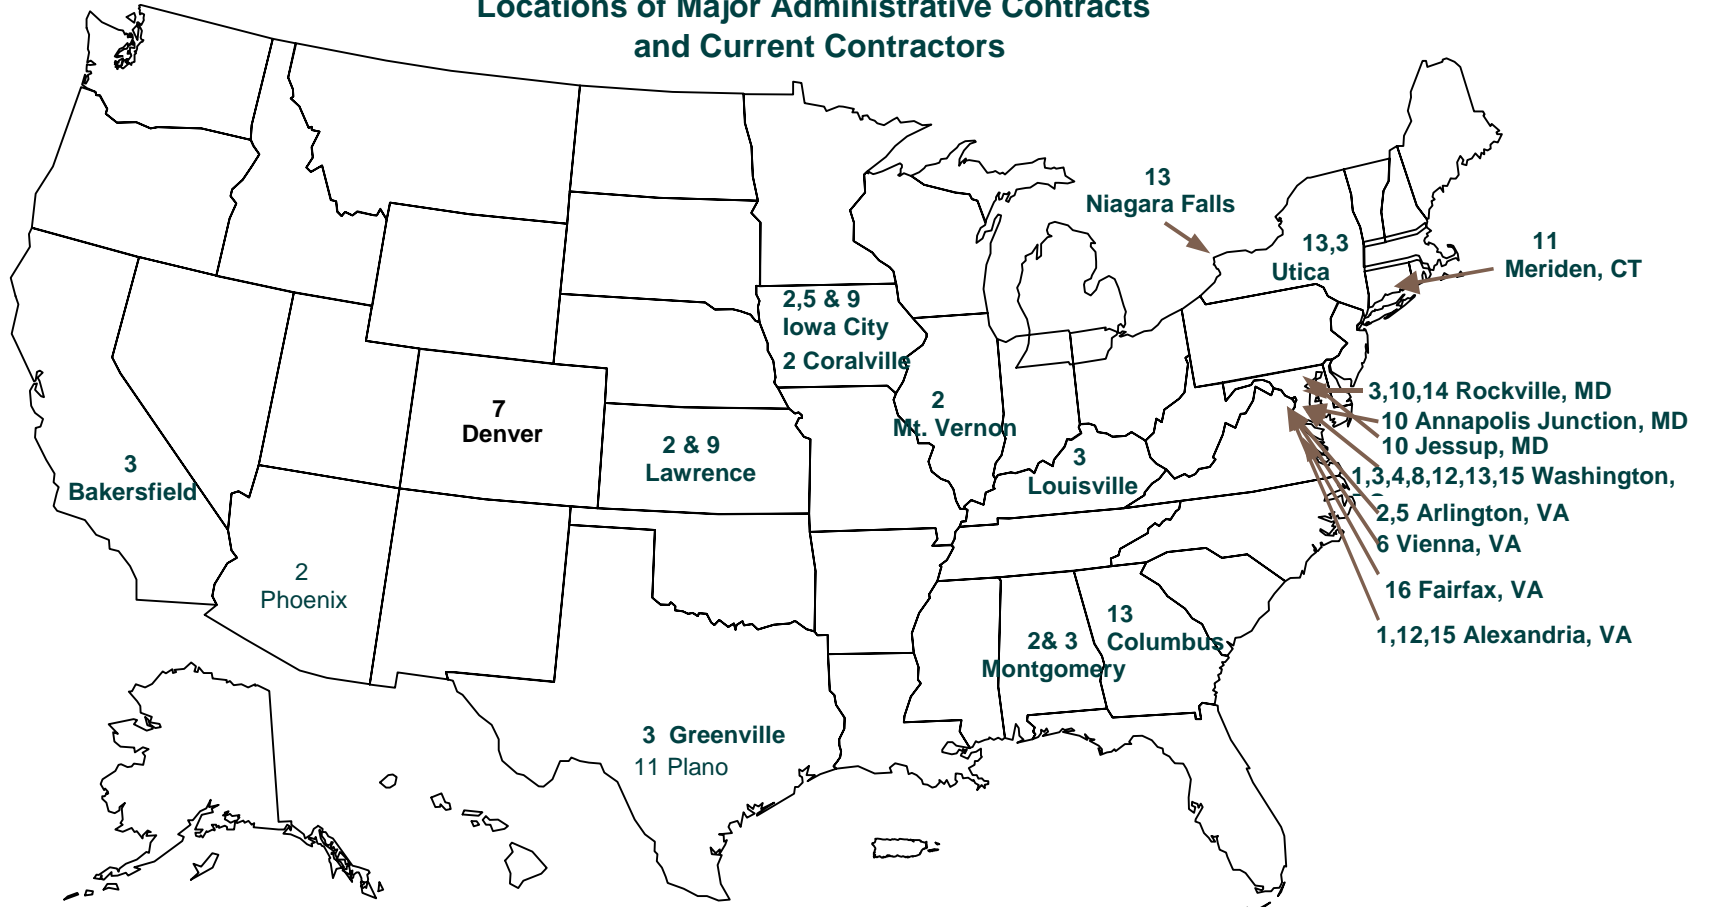 Locations of Major Administrative Contracts
and Current Contractors
13
Niagara Falls
13,3
Utica
11
Meriden, CT
2,5 & 9
Iowa City
2 Coralville
2
Mt. Vernon
7
Denver
2 & 9
Lawrence
3
Louisville
3
Bakersfield
2
Phoenix
3,10,14 Rockville, MD
10 Annapolis Junction, MD
10 Jessup, MD
1,3,4,8,12,13,15 Washington,
2,5 Arlington, VA
6 Vienna, VA
16 Fairfax, VA
1,12,15 Alexandria, VA
13
Columbus
2& 3
Montgomery
3 Greenville
11 Plano